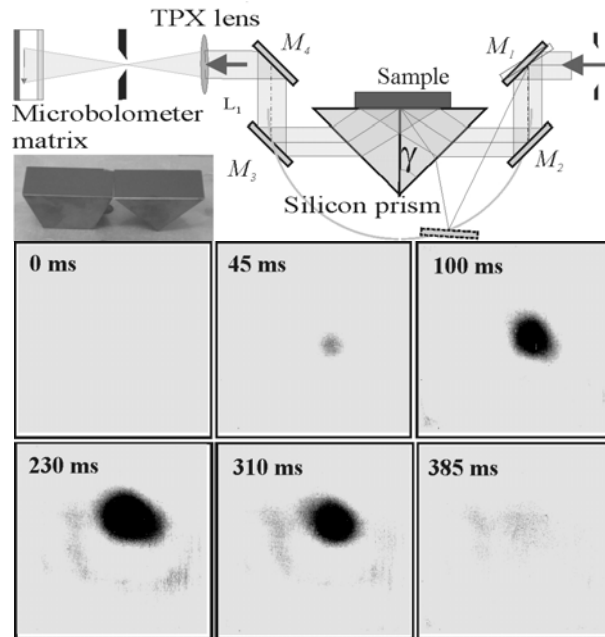 TPX lens
M4
M1
Sample
L1
Microbolometer
matrix
γ
M3
M2
Silicon prism
0 ms
45 ms
100 ms
230 ms
310 ms
385 ms